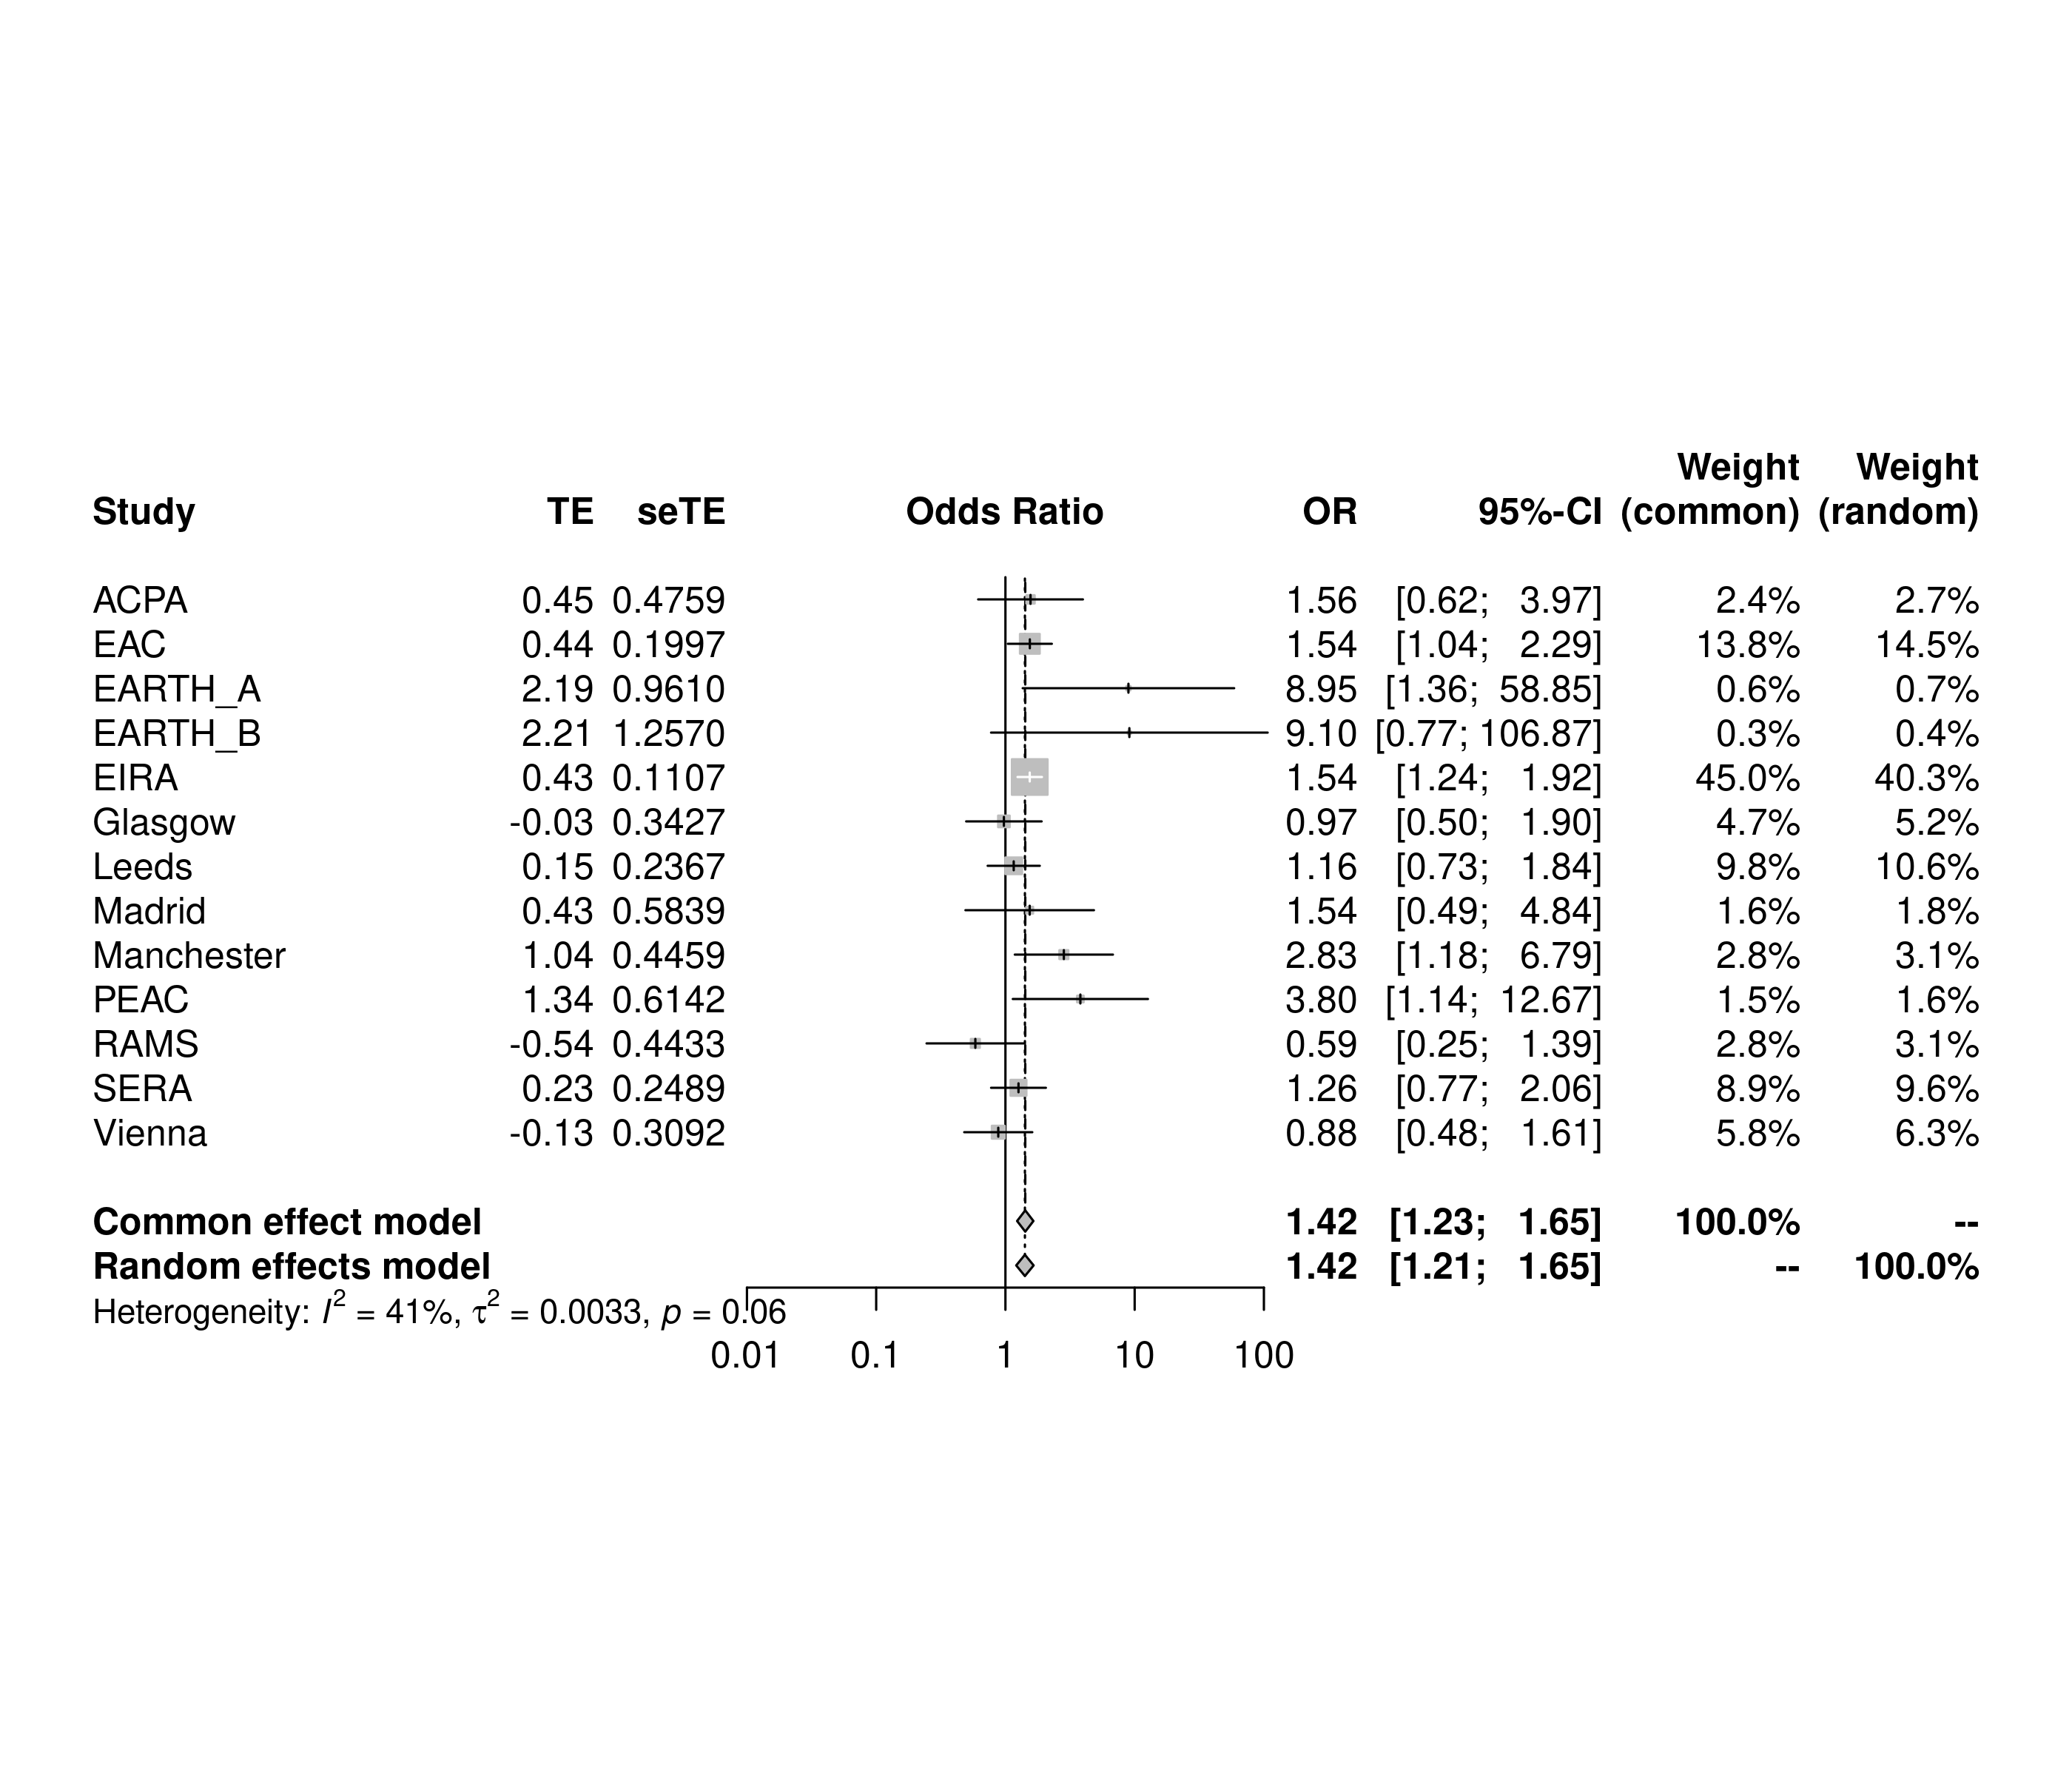 Weight Weight
Study TE seTE Odds Ratio OR 95%-CI (common) (random)
ACPA 0.45 0.4759 1.56 [0.62; 3.97] 2.4% 2.7%
EAC 0.44 0.1997 1.54 [1.04; 2.29] 13.8% 14.5%
EARTH_A 2.19 0.9610 8.95 [1.36; 58.85] 0.6% 0.7%
EARTH_B 2.21 1.2570 9.10 [0.77; 106.87] 0.3% 0.4%
EIRA 0.43 0.1107 1.54 [1.24; 1.92] 45.0% 40.3%
Glasgow -0.03 0.3427 0.97 [0.50; 1.90] 4.7% 5.2%
Leeds 0.15 0.2367 1.16 [0.73; 1.84] 9.8% 10.6%
Madrid 0.43 0.5839 1.54 [0.49; 4.84] 1.6% 1.8%
Manchester 1.04 0.4459 2.83 [1.18; 6.79] 2.8% 3.1%
PEAC 1.34 0.6142 3.80 [1.14; 12.67] 1.5% 1.6%
RAMS -0.54 0.4433 0.59 [0.25; 1.39] 2.8% 3.1%
SERA 0.23 0.2489 1.26 [0.77; 2.06] 8.9% 9.6%
Vienna -0.13 0.3092 0.88 [0.48; 1.61] 5.8% 6.3%
Common effect model 1.42 [1.23; 1.65] 100.0% --
Random effects model 1.42 [1.21; 1.65] -- 100.0%
Heterogeneity: I² = 41%, τ² = 0.0033, p = 0.06
0.01 0.1 1 10 100